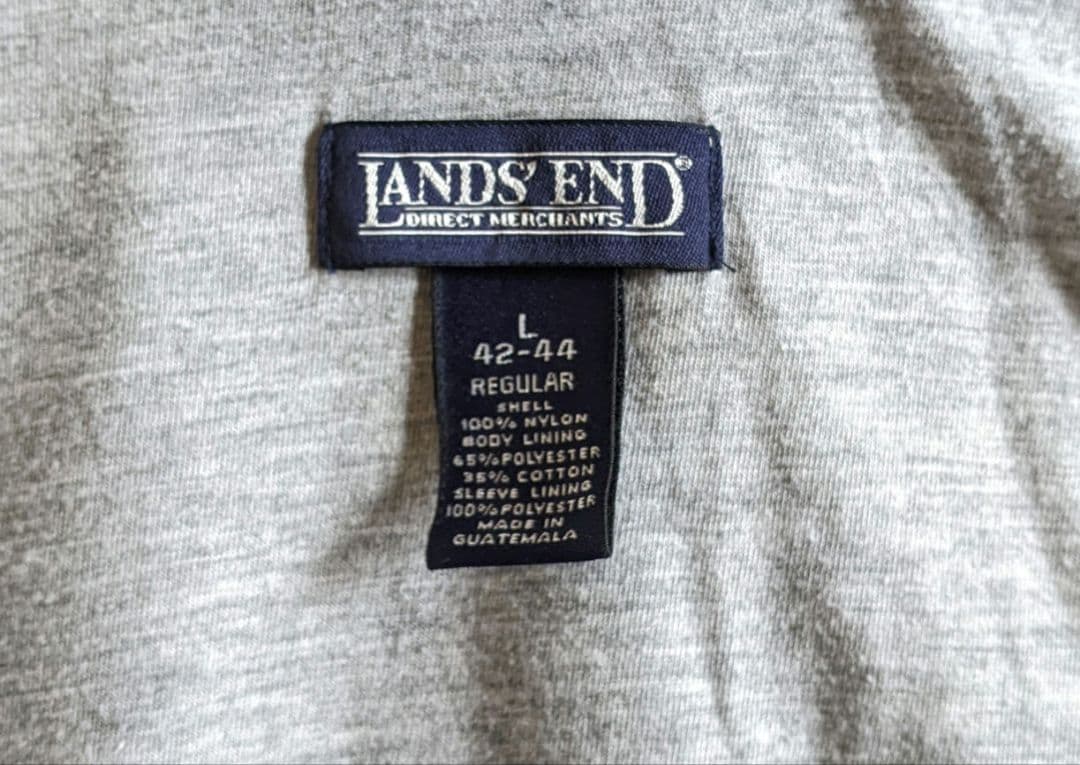 LANDS' END®
DIRECT MERCHANTS
L
42-44
REGULAR
SHELL
100% NYLON
BODY LINING
65% POLYESTER
35% COTTON
SLEEVE LINING
100% POLYESTER
MADE IN
GUATEMALA